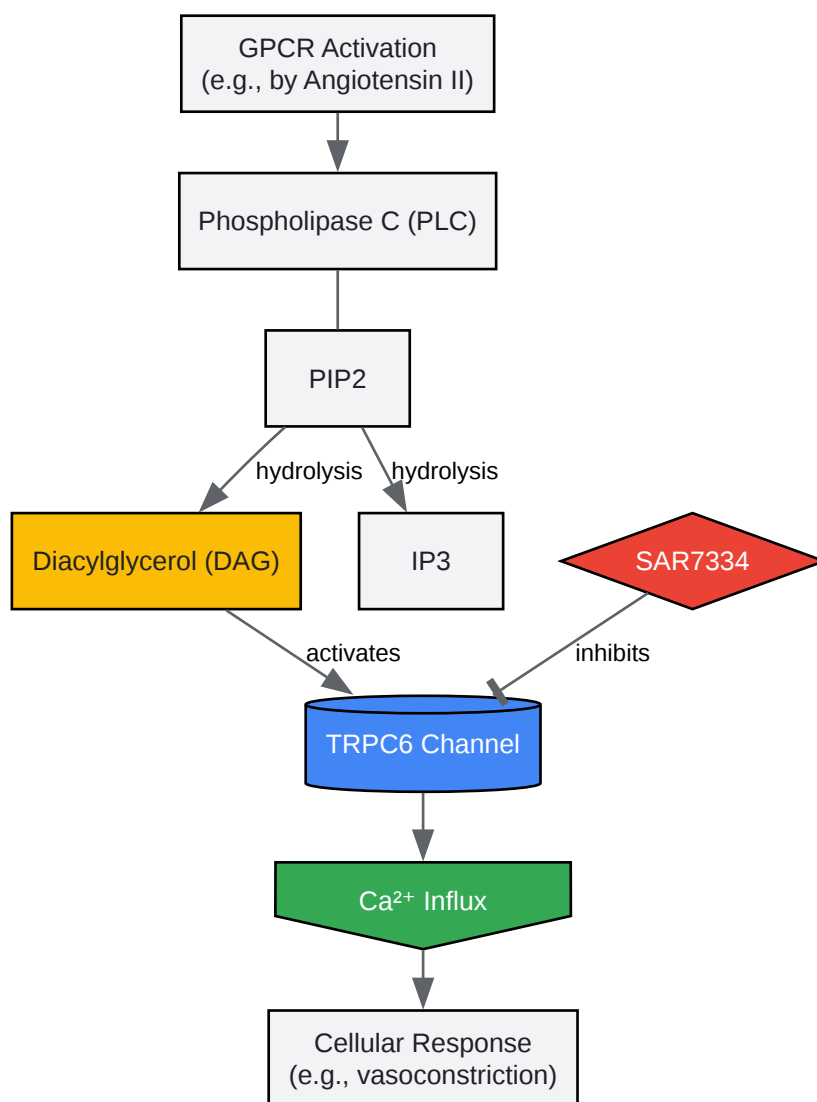 GPCR Activation
(e.g., by Angiotensin II)
Phospholipase C (PLC)
PIP2
hydrolysis
hydrolysis
Diacylglycerol (DAG)
IP3
SAR7334
activates
inhibits
TRPC6 Channel
Ca²⁺ Influx
Cellular Response
(e.g., vasoconstriction)